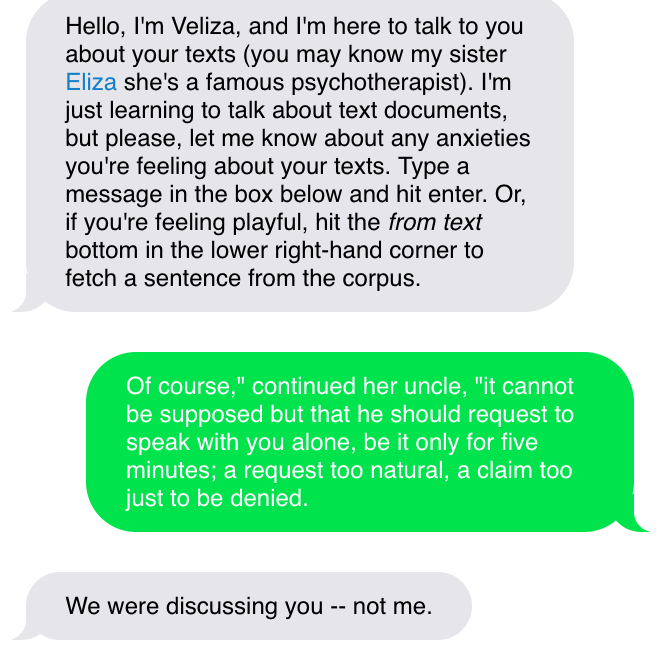 Hello, I'm Veliza, and I'm here to talk to you
about your texts (you may know my sister
Eliza she's a famous psychotherapist). I'm
just learning to talk about text documents,
but please, let me know about any anxieties
you're feeling about your texts. Type a
message in the box below and hit enter. Or,
if you're feeling playful, hit the from text
bottom in the lower right-hand corner to
fetch a sentence from the corpus.
Of course," continued her uncle, "it cannot
be supposed but that he should request to
speak with you alone, be it only for five
minutes; a request too natural, a claim too
just to be denied.
We were discussing you -- not me.